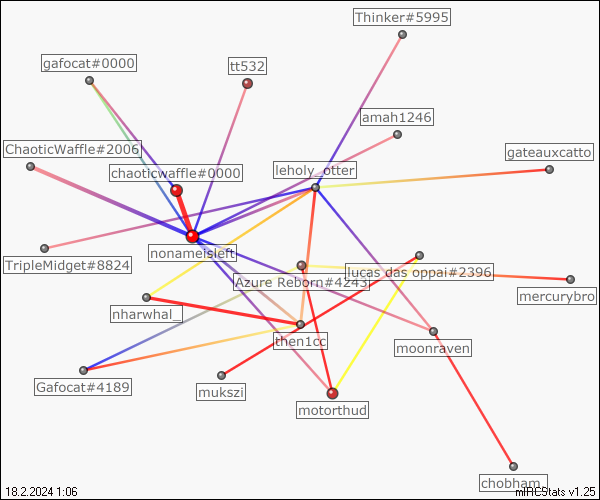 Thinker#5995
gafocat#0000
tt532
amah1246
ChaoticWaffle#2006
gateauxcatto
chaoticwaffle#0000
leholy_otter
nonameisleft
TripleMidget#8824
lucas das oppai#2396
Azure Reborn#4243
mercurybro
nharwhal_
then1cc
moonraven
Gafocat#4189
mukszi
motorthud
chobham_
18.2.2024 1:06
mIRCStats v1.25